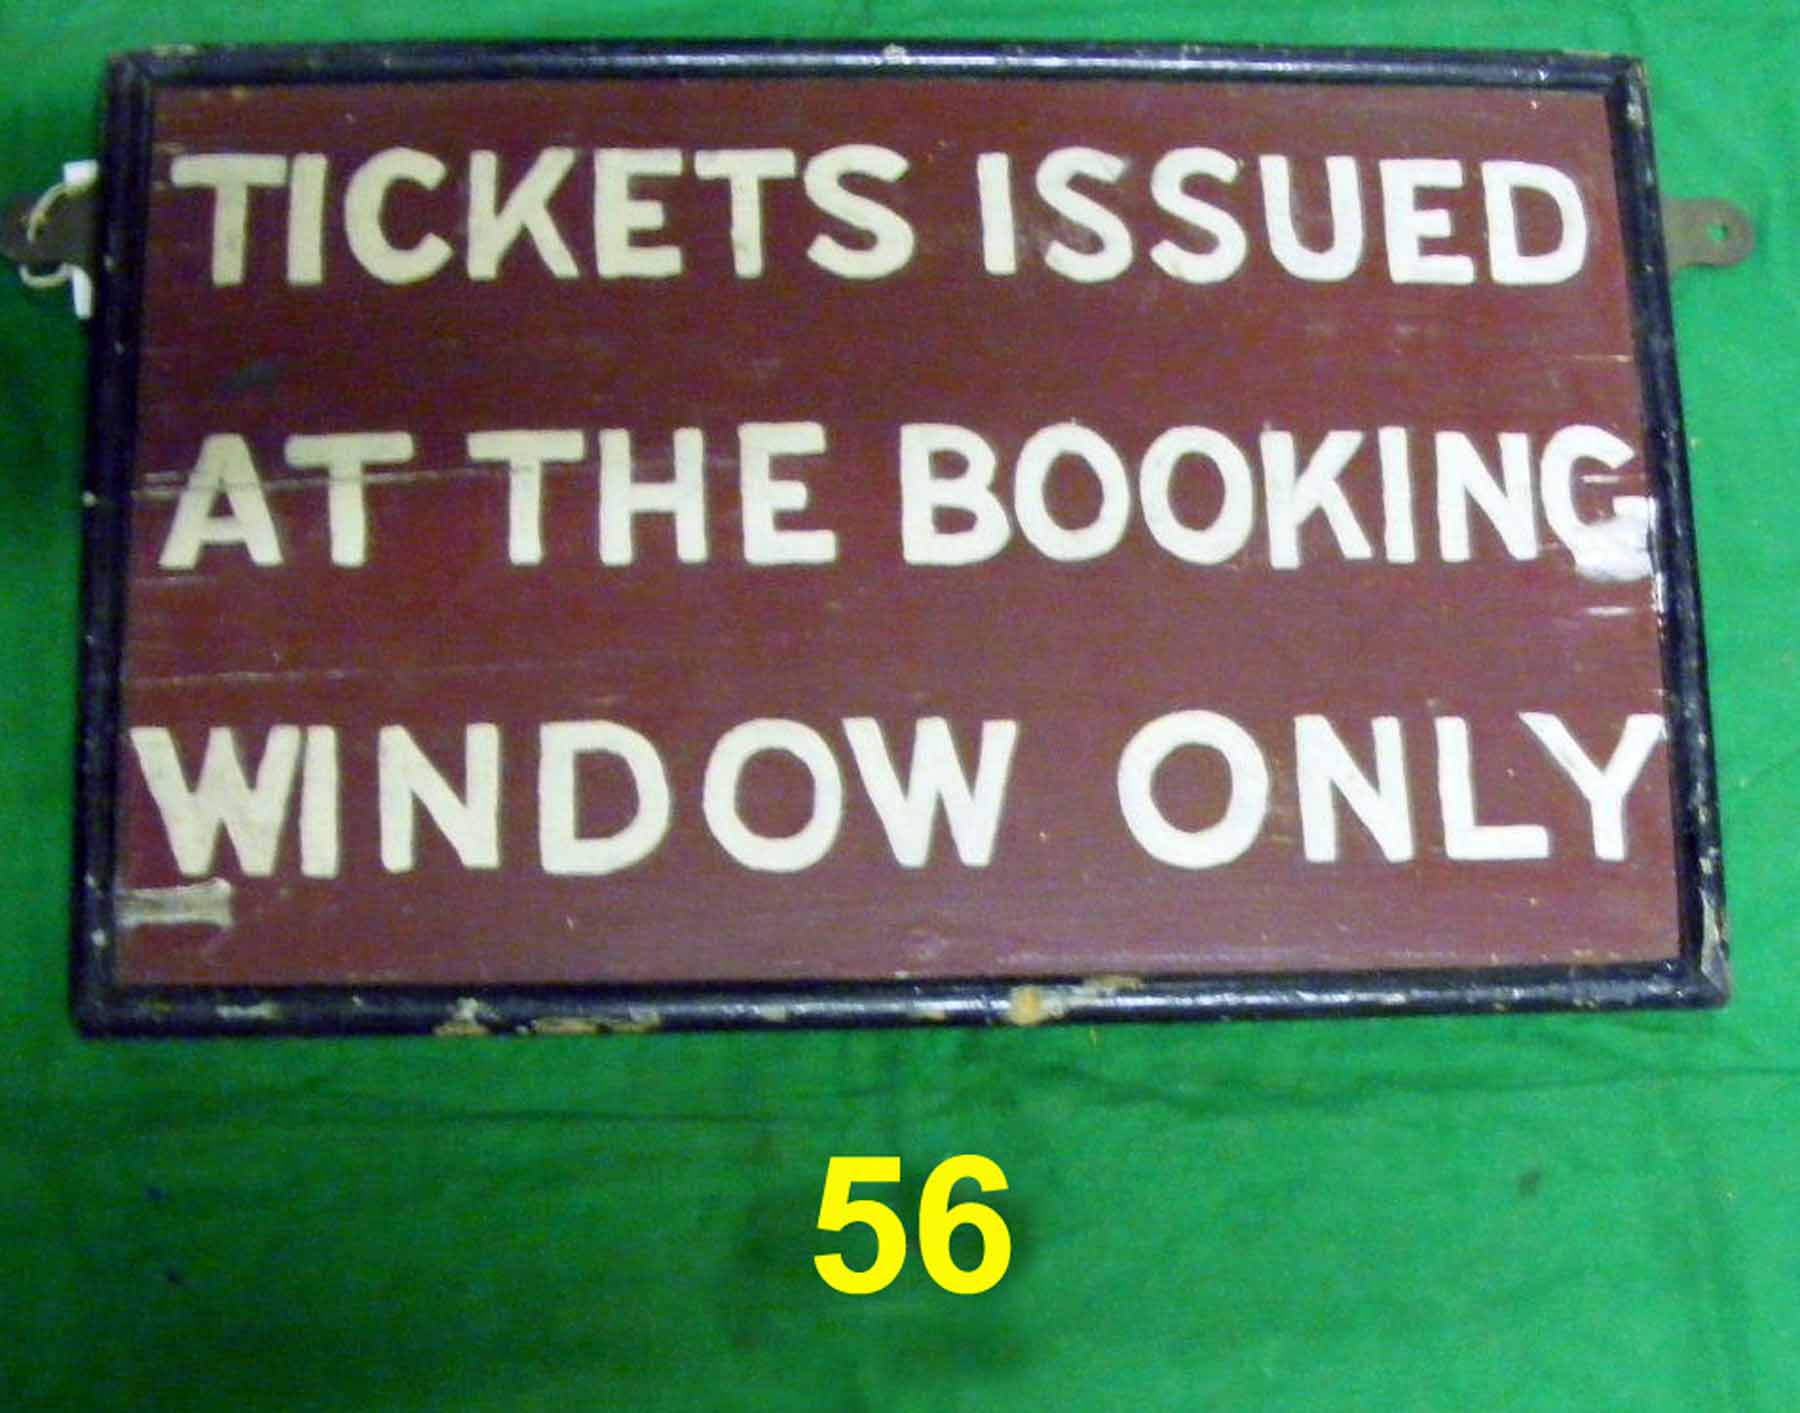 TICKETS ISSUED
AT THE BOOKING
WINDOW ONLY
56